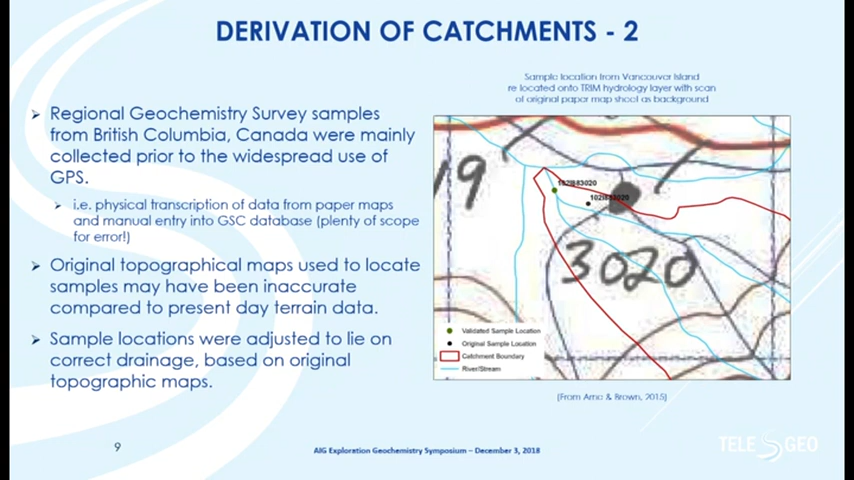 DERIVATION OF CATCHMENTS - 2
Regional Geochemistry Survey samples
from British Columbia, Canada were mainly
collected prior to the widespread use of
GPS.
i.e. physical transcription of data from paper maps
and manual entry into GSC database (plenty of scope
for error!)
Original topographical maps used to locate
samples may have been inaccurate
compared to present day terrain data.
Sample locations were adjusted to lie on
correct drainage, based on original
topographic maps.
Sample location from Vancouver Island
re located onto TRIM hydrology layer with scan
of original paper map sheet as background
19
3020
Validated Sample Location
Original Sample Location
Catchment Boundary
River/Stream
(From Arne & Brown, 2015)
9
AIG Exploration Geochemistry Symposium – December 3, 2018
TELE GEO